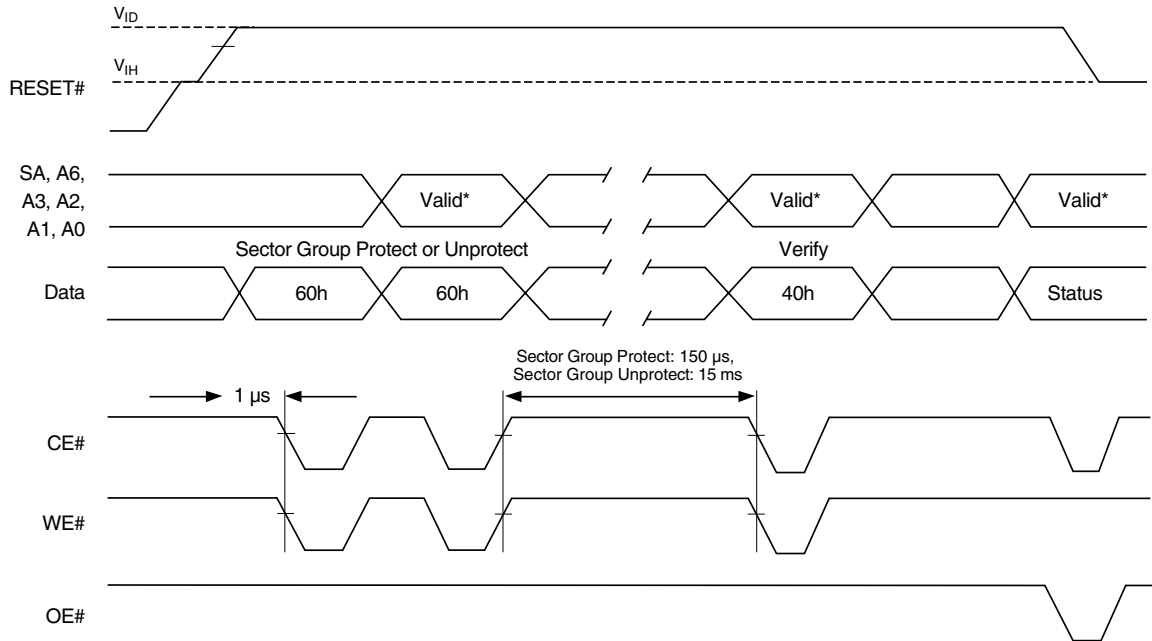 VID
VIH
RESET#
SA, A6,
A3, A2,
A1, A0
Valid*
Valid*
Valid*
Sector Group Protect or Unprotect
Verify
Data
60h
60h
40h
Status
Sector Group Protect: 150 µs,
Sector Group Unprotect: 15 ms
1 µs
CE#
WE#
OE#